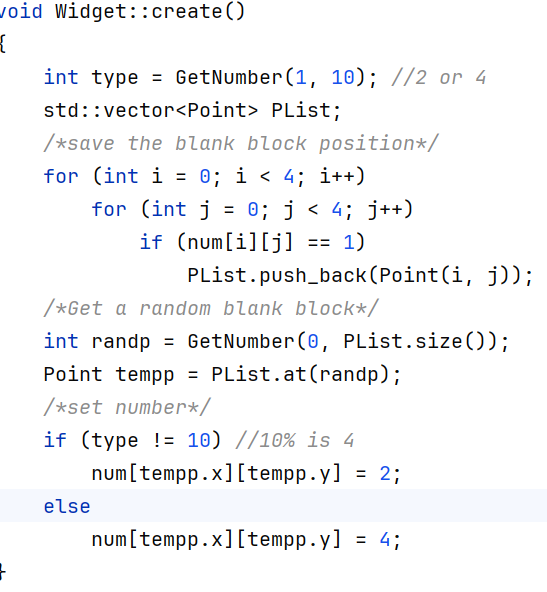 void Widget::create()
{
    int type = GetNumber(1, 10); //2 or 4
    std::vector<Point> PList;
    /*save the blank block position*/
    for (int i = 0; i < 4; i++)
        for (int j = 0; j < 4; j++)
            if (num[i][j] == 1)
                PList.push_back(Point(i, j));
    /*Get a random blank block*/
    int randp = GetNumber(0, PList.size());
    Point tempp = PList.at(randp);
    /*set number*/
    if (type != 10) //10% is 4
        num[tempp.x][tempp.y] = 2;
    else
        num[tempp.x][tempp.y] = 4;
}